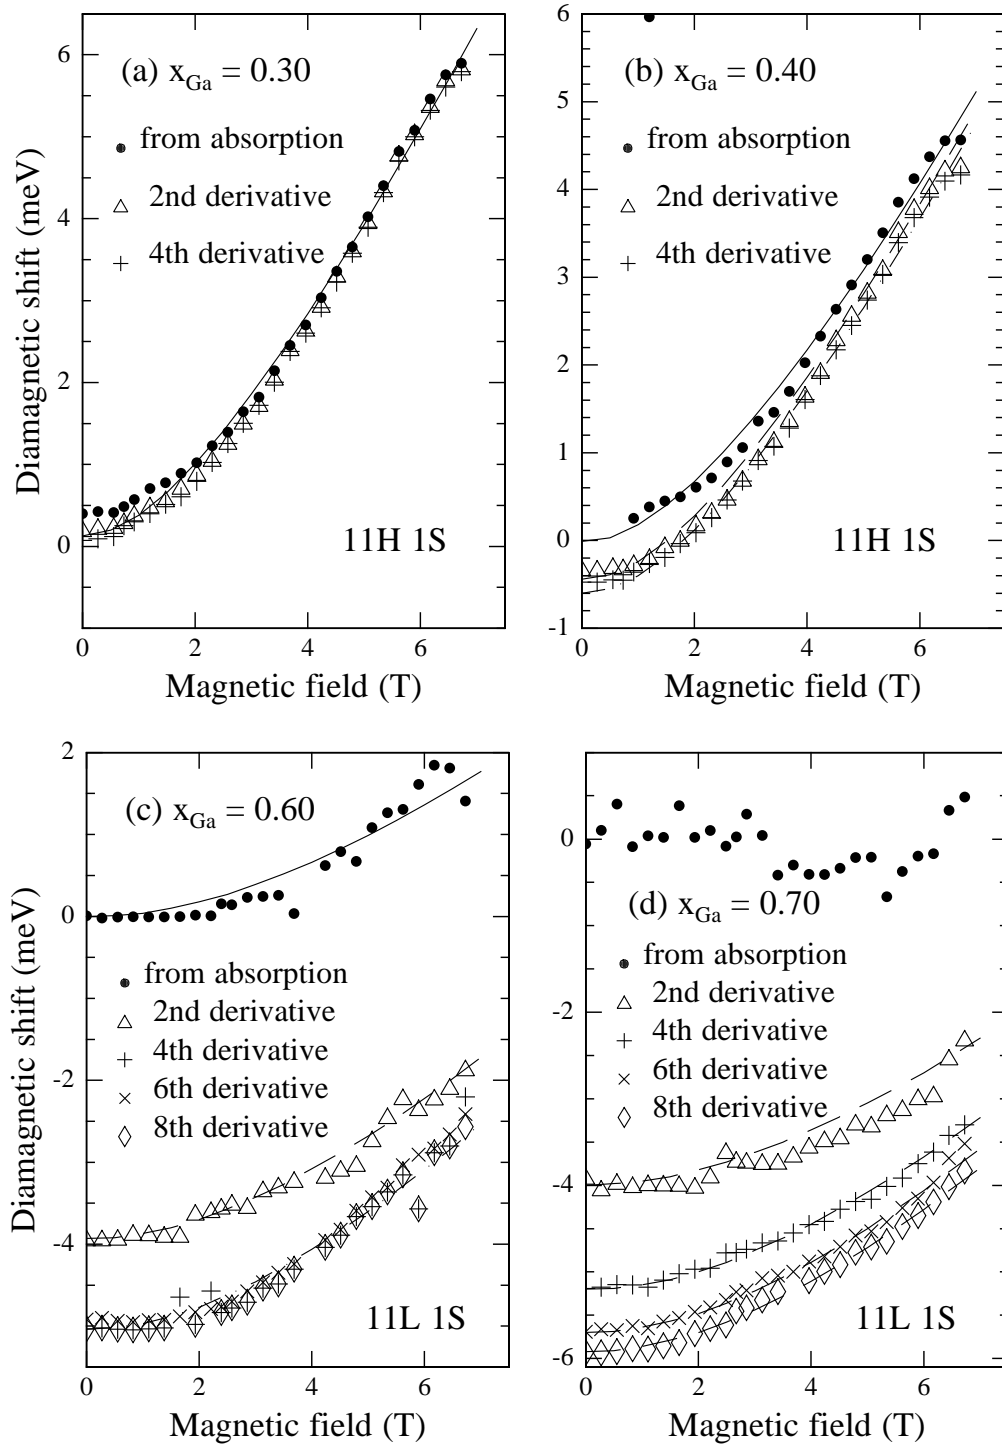 (a) x_Ga = 0.30
from absorption
2nd derivative
4th derivative
11H 1S
6
4
2
0
0
2
4
6
Diamagnetic shift (meV)
Magnetic field (T)
(b) x_Ga = 0.40
from absorption
2nd derivative
4th derivative
11H 1S
6
5
4
3
2
1
0
-1
0
2
4
6
Magnetic field (T)
(c) x_Ga = 0.60
from absorption
2nd derivative
4th derivative
6th derivative
8th derivative
11L 1S
2
0
-2
-4
0
2
4
6
Diamagnetic shift (meV)
Magnetic field (T)
(d) x_Ga = 0.70
from absorption
2nd derivative
4th derivative
6th derivative
8th derivative
11L 1S
0
-2
-4
-6
0
2
4
6
Magnetic field (T)